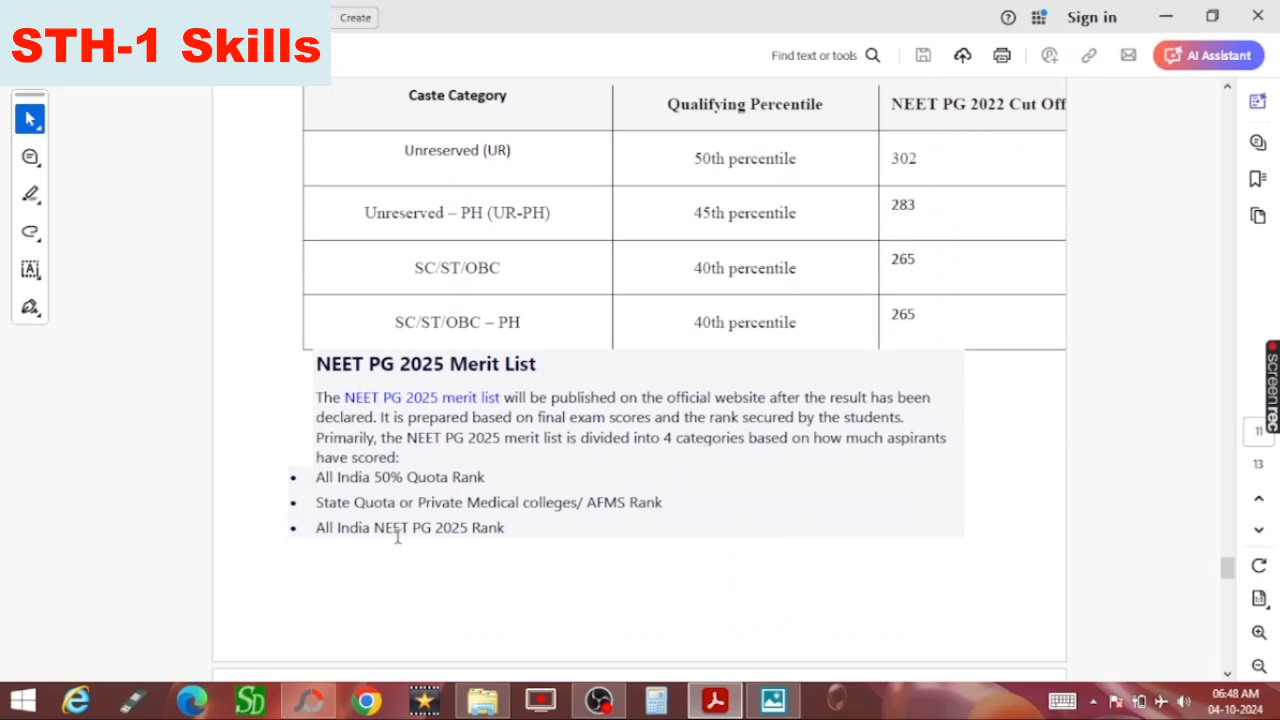 STH-1 Skills
Create
Sign in
Find text or tools
AI Assistant
Caste Category
Qualifying Percentile
NEET PG 2022 Cut Off
Unreserved (UR)
50th percentile
302
Unreserved – PH (UR-PH)
45th percentile
283
SC/ST/OBC
40th percentile
265
SC/ST/OBC – PH
40th percentile
265
NEET PG 2025 Merit List
The NEET PG 2025 merit list will be published on the official website after the result has been
declared. It is prepared based on final exam scores and the rank secured by the students.
Primarily, the NEET PG 2025 merit list is divided into 4 categories based on how much aspirants
have scored:
• All India 50% Quota Rank
• State Quota or Private Medical colleges/ AFMS Rank
• All India NEET PG 2025 Rank
screenrec
11
13
SD
06:48 AM
04-10-2024